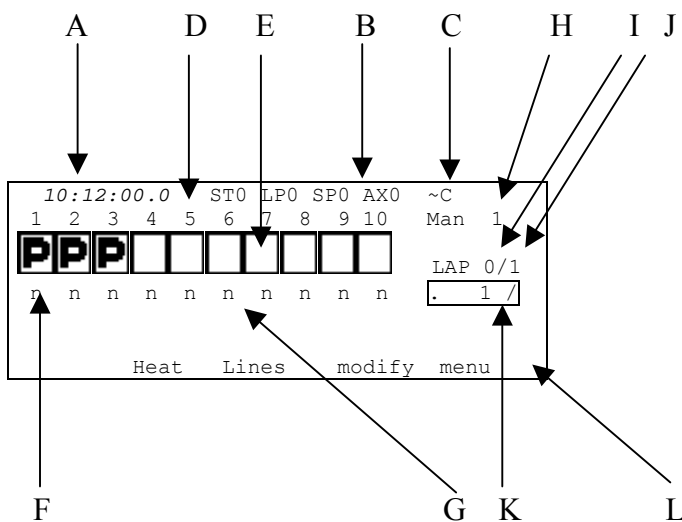 A D E B C H I J
10:12:00.0 ST0 LP0 SP0 AX0 ~C
1 2 3 4 5 6 7 8 9 10 Man 1
P P P
LAP 0/1
n n n n n n n n n n . 1 /
Heat Lines modify menu
F G K L